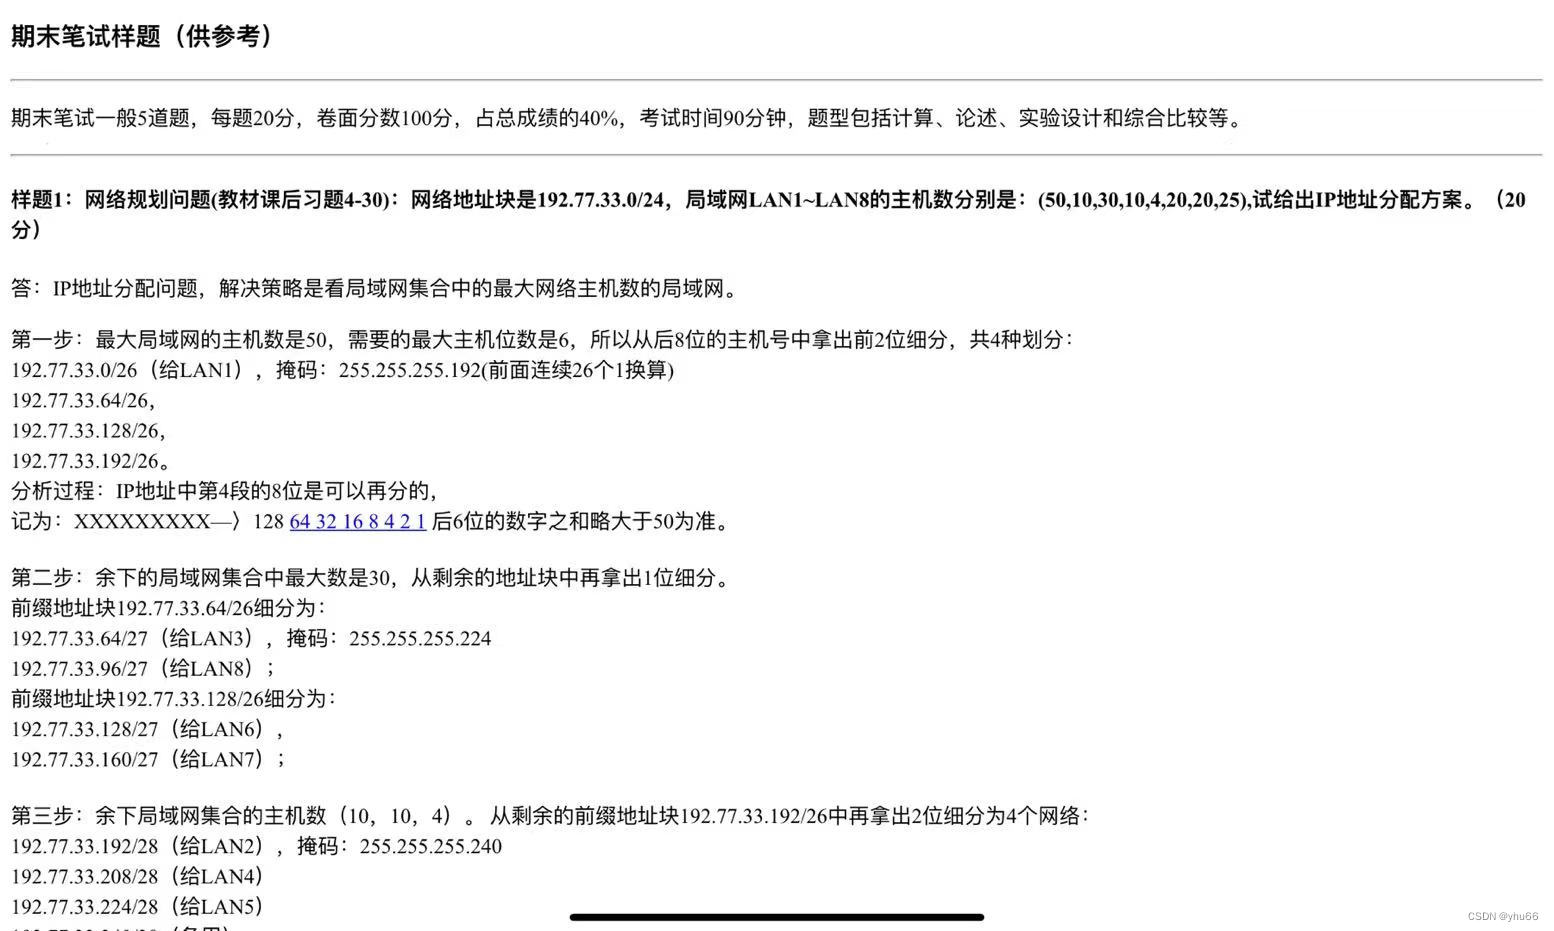 期末笔试样题（供参考）
期末笔试一般5道题，每题20分，卷面分数100分，占总成绩的40%，考试时间90分钟，题型包括计算、论述、实验设计和综合比较等。
样题1：网络规划问题(教材课后习题4-30)：网络地址块是192.77.33.0/24，局域网LAN1~LAN8的主机数分别是：(50,10,30,10,4,20,20,25),试给出IP地址分配方案。（20
分）
答：IP地址分配问题，解决策略是看局域网集合中的最大网络主机数的局域网。
第一步：最大局域网的主机数是50，需要的最大主机位数是6，所以从后8位的主机号中拿出前2位细分，共4种划分：
192.77.33.0/26（给LAN1），掩码：255.255.255.192(前面连续26个1换算)
192.77.33.64/26，
192.77.33.128/26，
192.77.33.192/26。
分析过程：IP地址中第4段的8位是可以再分的，
记为：XXXXXXXXX—〉128 64 32 16 8 4 2 1 后6位的数字之和略大于50为准。
第二步：余下的局域网集合中最大数是30，从剩余的地址块中再拿出1位细分。
前缀地址块192.77.33.64/26细分为：
192.77.33.64/27（给LAN3），掩码：255.255.255.224
192.77.33.96/27（给LAN8）；
前缀地址块192.77.33.128/26细分为：
192.77.33.128/27（给LAN6），
192.77.33.160/27（给LAN7）；
第三步：余下局域网集合的主机数（10，10，4）。 从剩余的前缀地址块192.77.33.192/26中再拿出2位细分为4个网络：
192.77.33.192/28（给LAN2），掩码：255.255.255.240
192.77.33.208/28（给LAN4）
192.77.33.224/28（给LAN5）
CSDN @yhu66